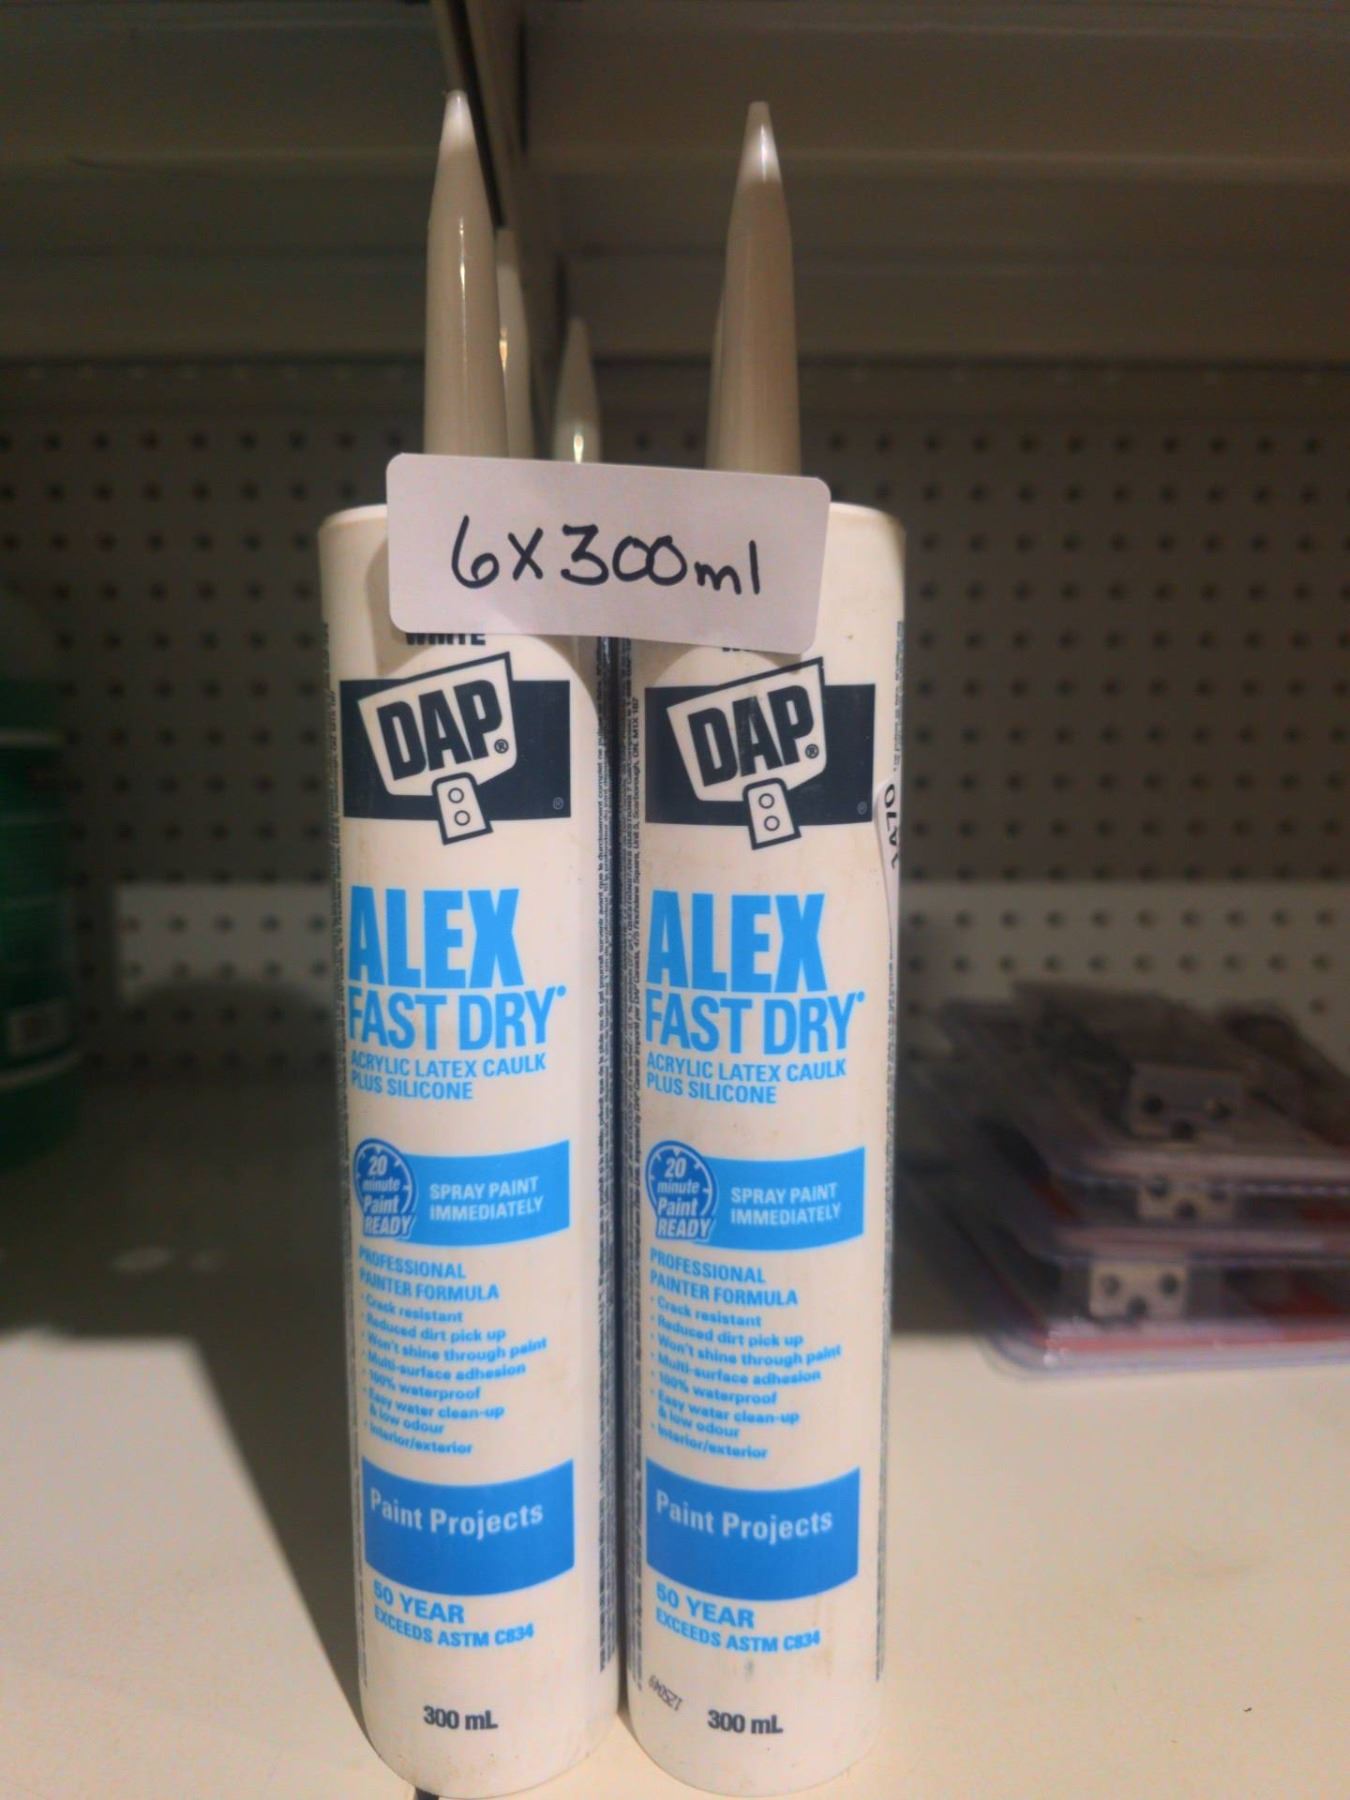 6X300ml
WHITE
DAP®
®
ALEX
FAST DRY
ACRYLIC LATEX CAULK
PLUS SILICONE
20
minute
Paint
READY
SPRAY PAINT
IMMEDIATELY
PROFESSIONAL
PAINTER FORMULA
• Crack resistant
• Reduced dirt pick up
• Won't shine through paint
• Multi-surface adhesion
• 100% waterproof
• Easy water clean-up
& low odour
• Interior/exterior
Paint Projects
50 YEAR
EXCEEDS ASTM C834
300 mL
DAP®
®
ALEX
FAST DRY
ACRYLIC LATEX CAULK
PLUS SILICONE
20
minute
Paint
READY
SPRAY PAINT
IMMEDIATELY
PROFESSIONAL
PAINTER FORMULA
• Crack resistant
• Reduced dirt pick up
• Won't shine through paint
• Multi-surface adhesion
• 100% waterproof
• Easy water clean-up
& low odour
• Interior/exterior
Paint Projects
50 YEAR
EXCEEDS ASTM C834
300 mL